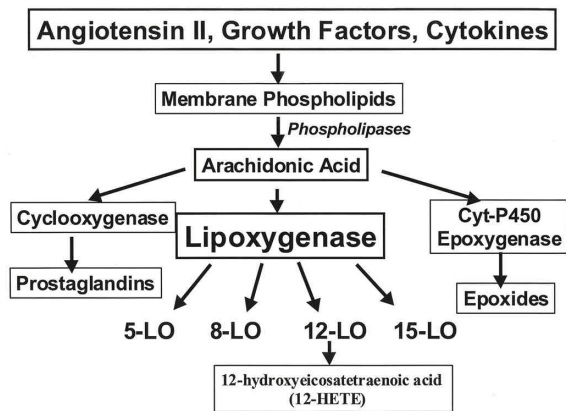 Angiotensin II, Growth Factors, Cytokines
Membrane Phospholipids
Phospholipases
Arachidonic Acid
Cyclooxygenase
Lipoxygenase
Cyt-P450
Epoxygenase
Prostaglandins
Epoxides
5-LO 8-LO 12-LO 15-LO
12-hydroxyeicosatetraenoic acid
(12-HETE)